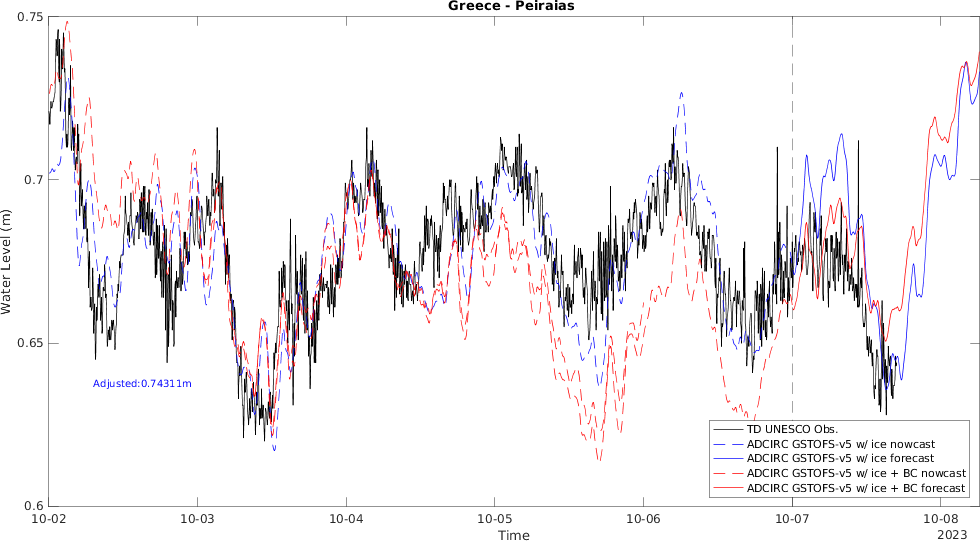 Greece - Peiraias
0.75
0.7
0.65
0.6
Water Level (m)
Adjusted:0.74311m
TD UNESCO Obs.
ADCIRC GSTOFS-v5 w/ ice nowcast
ADCIRC GSTOFS-v5 w/ ice forecast
ADCIRC GSTOFS-v5 w/ ice + BC nowcast
ADCIRC GSTOFS-v5 w/ ice + BC forecast
10-02 10-03 10-04 10-05 10-06 10-07 10-08
Time
2023